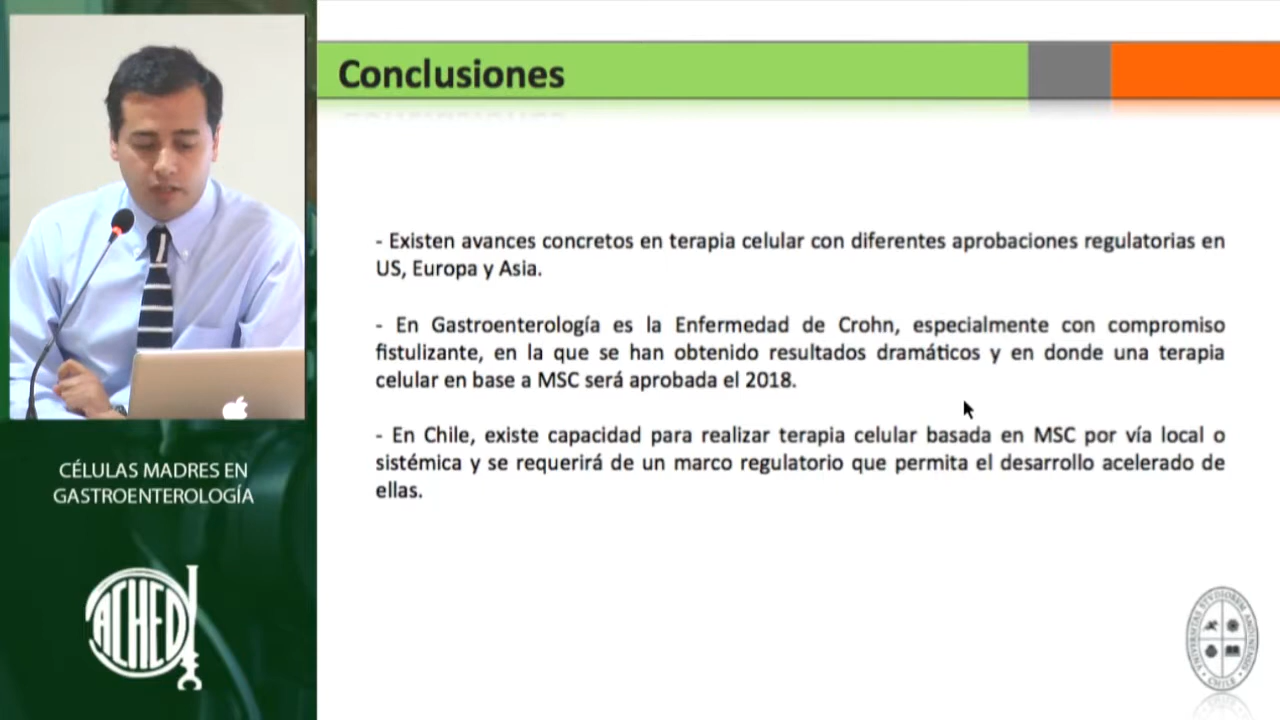 Conclusiones
- Existen avances concretos en terapia celular con diferentes aprobaciones regulatorias en
US, Europa y Asia.
- En Gastroenterología es la Enfermedad de Crohn, especialmente con compromiso
fistulizante, en la que se han obtenido resultados dramáticos y en donde una terapia
celular en base a MSC será aprobada el 2018.
- En Chile, existe capacidad para realizar terapia celular basada en MSC por vía local o
sistémica y se requerirá de un marco regulatorio que permita el desarrollo acelerado de
ellas.
CÉLULAS MADRES EN
GASTROENTEROLOGÍA
ACHED
UNIVERSITAS STVDIORVM ANDINENSIS
CHILE